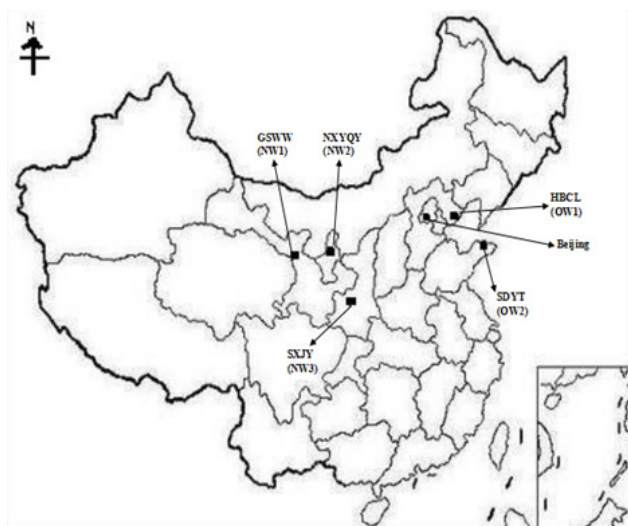 N
GSWW
(NW1)
NXYQY
(NW2)
HBCL
(OW1)
Beijing
SDYT
(OW2)
SXJY
(NW3)